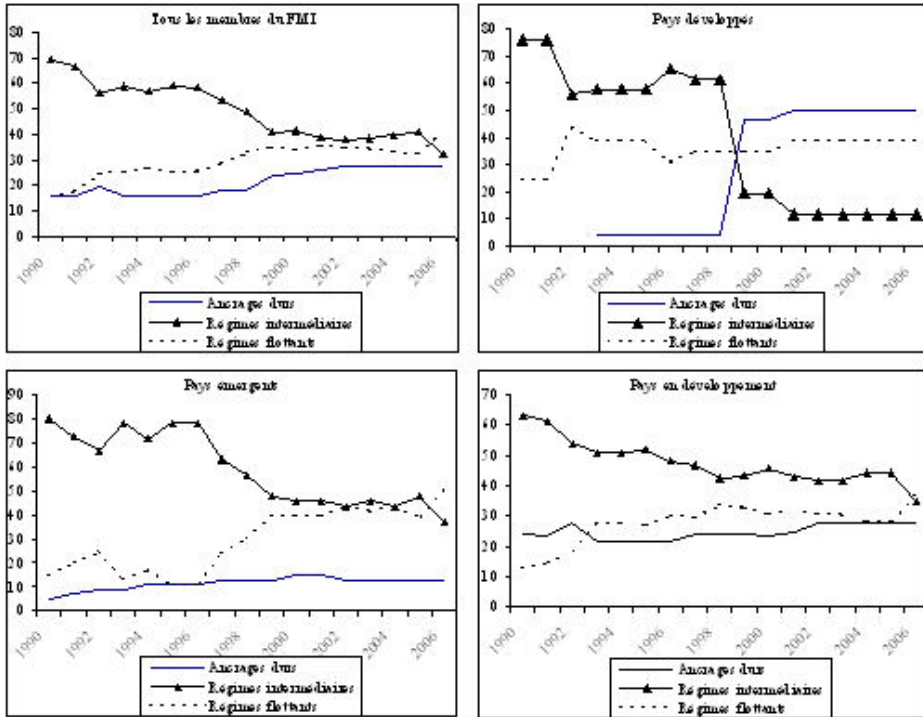 Tous les membres du FMI
80
70
60
50
40
30
20
10
0
1990 1992 1994 1996 1998 2000 2002 2004 2006
Ancrages durs
Régimes intermédiaires
Régimes flottants
Pays développés
80
70
60
50
40
30
20
10
0
1990 1992 1994 1996 1998 2000 2002 2004 2006
Ancrages durs
Régimes intermédiaires
Régimes flottants
Pays émergent
90
80
70
60
50
40
30
20
10
0
1990 1992 1994 1996 1998 2000 2002 2004 2006
Ancrages durs
Régimes intermédiaires
Régimes flottants
Pays en développement
70
60
50
40
30
20
10
0
1990 1992 1994 1996 1998 2000 2002 2004 2006
Ancrages durs
Régimes intermédiaires
Régimes flottants